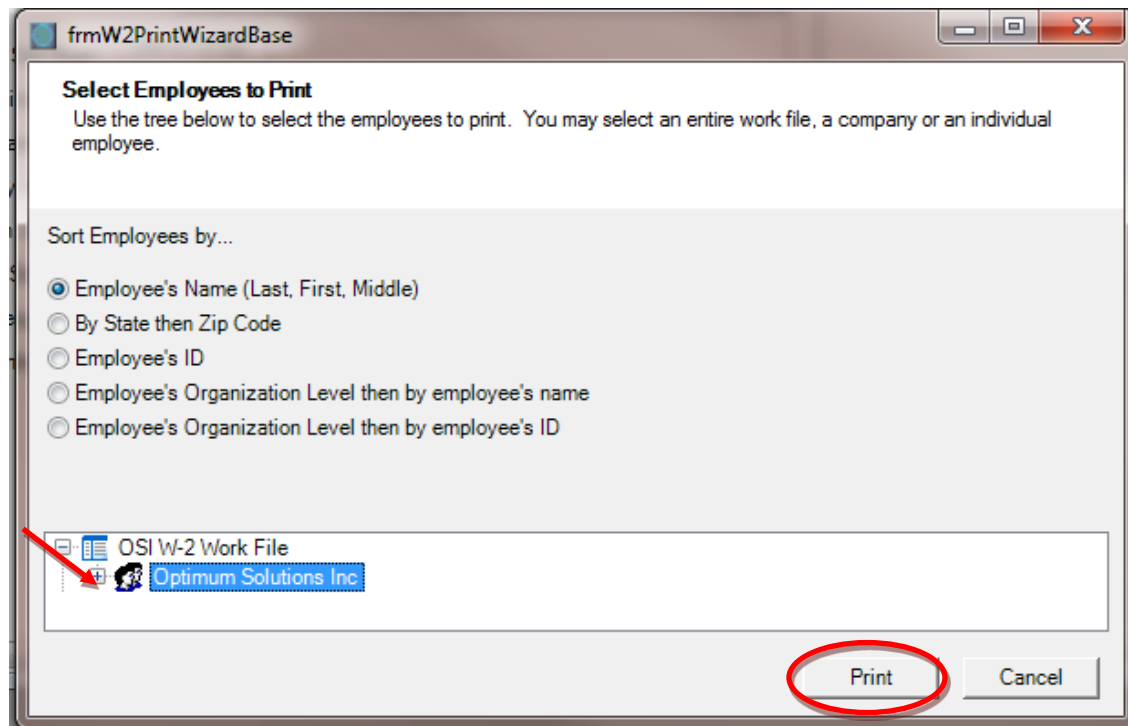 frmW2PrintWizardBase
Select Employees to Print
Use the tree below to select the employees to print. You may select an entire work file, a company or an individual
employee.
Sort Employees by...
Employee's Name (Last, First, Middle)
By State then Zip Code
Employee's ID
Employee's Organization Level then by employee's name
Employee's Organization Level then by employee's ID
OSI W-2 Work File
Optimum Solutions Inc
Print Cancel